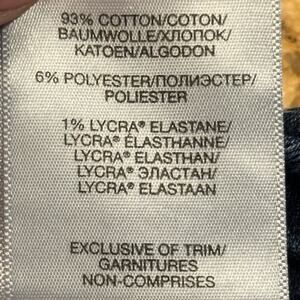 93% COTTON/COTON/
BAUMWOLLE/ХЛОПОК/
KATOEN/ALGODON
6% POLYESTER/ПОЛИЭСТЕР/
POLIESTER
1% LYCRA® ELASTANE/
LYCRA® ÉLASTHANNE/
LYCRA® ELASTHAN/
LYCRA® ЭЛАСТАН/
LYCRA® ELASTAAN
EXCLUSIVE OF TRIM/
GARNITURES
NON-COMPRISES